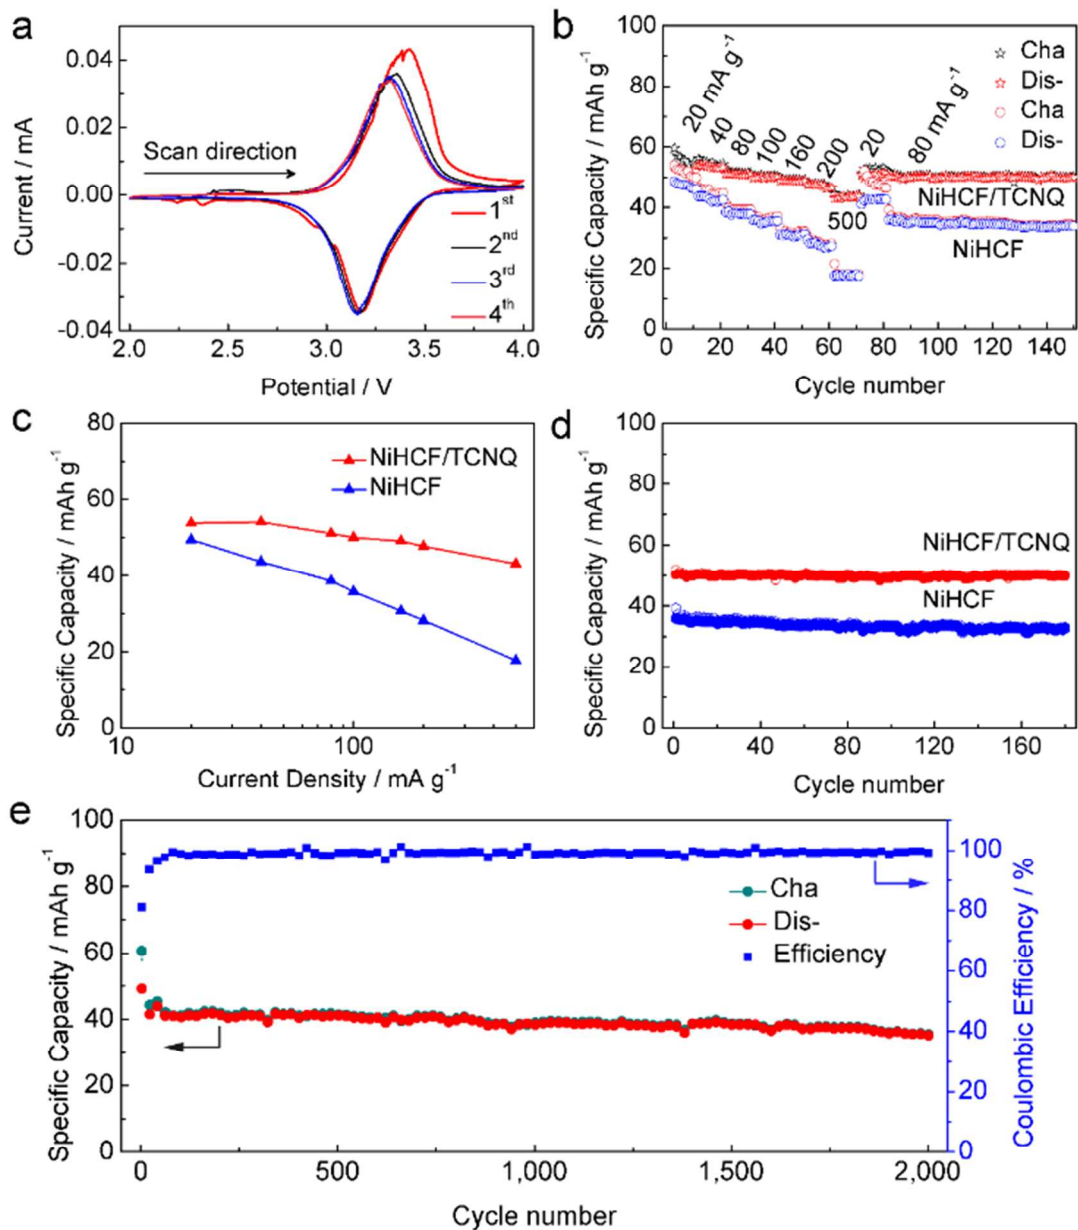 a
0.04
0.02
0.00
-0.02
-0.04
Current / mA
Scan direction
1st
2nd
3rd
4th
2.0 2.5 3.0 3.5 4.0
Potential / V
b
100
80
60
40
20
0
Specific Capacity / mAh g-1
20 mA g-1
40
80
100
160
200
500
20
80 mA g-1
Cha
Dis-
Cha
Dis-
NiHCF/TCNQ
NiHCF
0 20 40 60 80 100 120 140
Cycle number
c
80
60
40
20
0
Specific Capacity / mAh g-1
NiHCF/TCNQ
NiHCF
10 100
Current Density / mA g-1
d
100
80
60
40
20
0
Specific Capacity / mAh g-1
NiHCF/TCNQ
NiHCF
0 40 80 120 160
Cycle number
e
100
80
60
40
20
0
Specific Capacity / mAh g-1
Cha
Dis-
Efficiency
100
80
60
40
20
0
Coulombic Efficiency / %
0 500 1,000 1,500 2,000
Cycle number